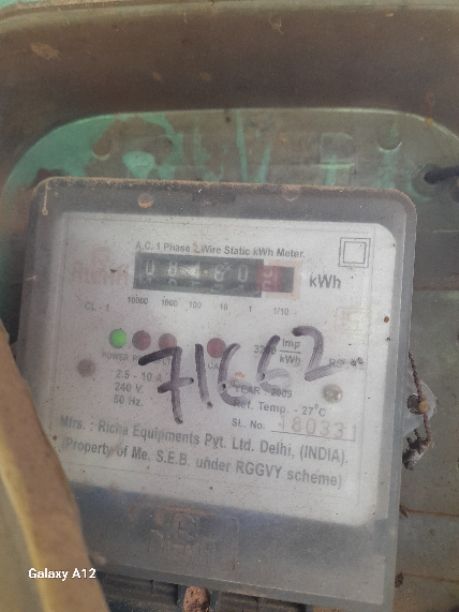 A.C. 1 Phase 2 Wire Static kWh Meter.
kWh
10000 1000 100 10 1 1/10
CL - 1
71662
Imp
kWh
2.5 - 10 A
240 V.
50 Hz.
YEAR - 2009
Ref. Temp. - 27°C
SL. No. 180331
Mfrs. : Richa Equipments Pvt. Ltd. Delhi, (INDIA).
(Property of Me. S.E.B. under RGGVY scheme)
Galaxy A12